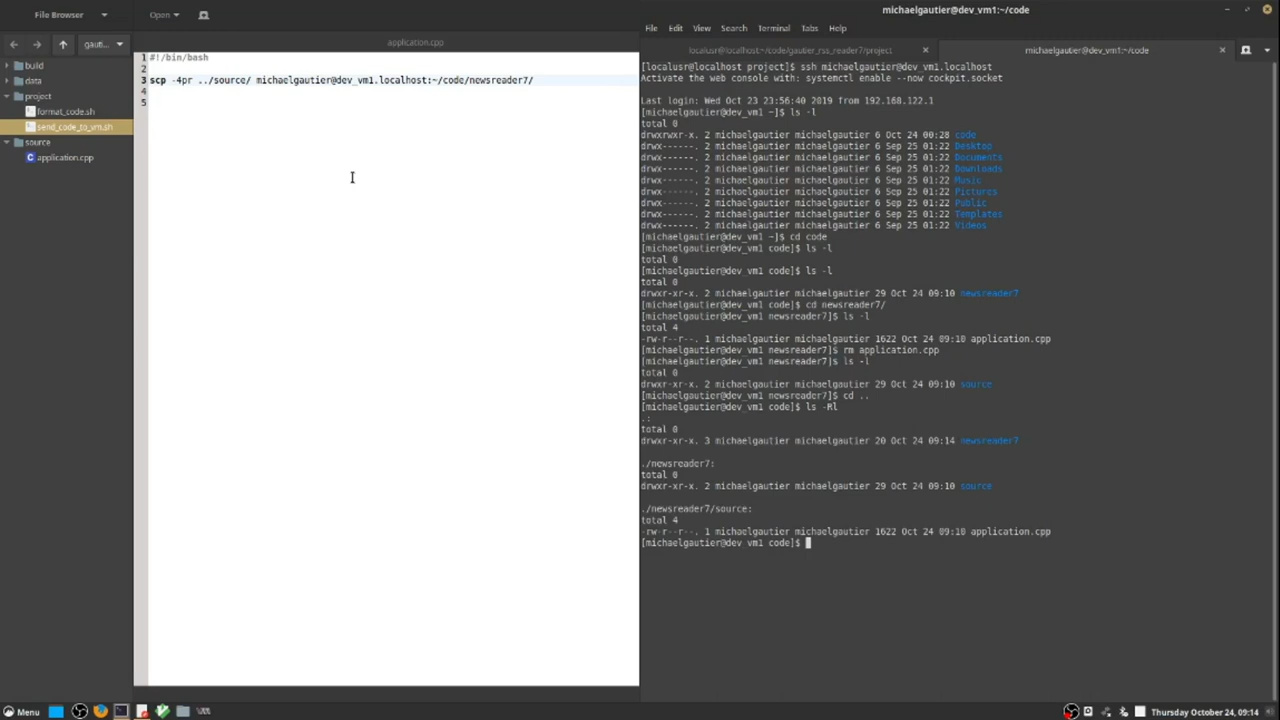 File Browser
Open
michaelgautier@dev_vm1:~/code
File Edit View Search Terminal Tabs Help
gauti...
application.cpp
localusr@localhost:~/code/gautier_rss_reader7/project
michaelgautier@dev_vm1:~/code
build
data
project
format_code.sh
send_code_to_vm.sh
source
application.cpp
1 #!/bin/bash
2
3 scp -4pr ../source/ michaelgautier@dev_vm1.localhost:~/code/newsreader7/
4
5
[localusr@localhost project]$ ssh michaelgautier@dev_vm1.localhost
Activate the web console with: systemctl enable --now cockpit.socket
Last login: Wed Oct 23 23:56:40 2019 from 192.168.122.1
[michaelgautier@dev_vm1 ~]$ ls -l
total 0
drwxrwxr-x. 2 michaelgautier michaelgautier 6 Oct 24 00:28 code
drwx------. 2 michaelgautier michaelgautier 6 Sep 25 01:22 Desktop
drwx------. 2 michaelgautier michaelgautier 6 Sep 25 01:22 Documents
drwx------. 2 michaelgautier michaelgautier 6 Sep 25 01:22 Downloads
drwx------. 2 michaelgautier michaelgautier 6 Sep 25 01:22 Music
drwx------. 2 michaelgautier michaelgautier 6 Sep 25 01:22 Pictures
drwx------. 2 michaelgautier michaelgautier 6 Sep 25 01:22 Public
drwx------. 2 michaelgautier michaelgautier 6 Sep 25 01:22 Templates
drwx------. 2 michaelgautier michaelgautier 6 Sep 25 01:22 Videos
[michaelgautier@dev_vm1 ~]$ cd code
[michaelgautier@dev_vm1 code]$ ls -l
total 0
[michaelgautier@dev_vm1 code]$ ls -l
total 0
drwxr-xr-x. 2 michaelgautier michaelgautier 29 Oct 24 09:10 newsreader7
[michaelgautier@dev_vm1 code]$ cd newsreader7/
[michaelgautier@dev_vm1 newsreader7]$ ls -l
total 4
-rw-r--r--. 1 michaelgautier michaelgautier 1622 Oct 24 09:10 application.cpp
[michaelgautier@dev_vm1 newsreader7]$ rm application.cpp
[michaelgautier@dev_vm1 newsreader7]$ ls -l
total 0
drwxr-xr-x. 2 michaelgautier michaelgautier 29 Oct 24 09:10 source
[michaelgautier@dev_vm1 newsreader7]$ cd ..
[michaelgautier@dev_vm1 code]$ ls -Rl
.:
total 0
drwxr-xr-x. 3 michaelgautier michaelgautier 20 Oct 24 09:14 newsreader7
./newsreader7:
total 0
drwxr-xr-x. 2 michaelgautier michaelgautier 29 Oct 24 09:10 source
./newsreader7/source:
total 4
-rw-r--r--. 1 michaelgautier michaelgautier 1622 Oct 24 09:10 application.cpp
[michaelgautier@dev_vm1 code]$
Menu
Thursday October 24, 09:14